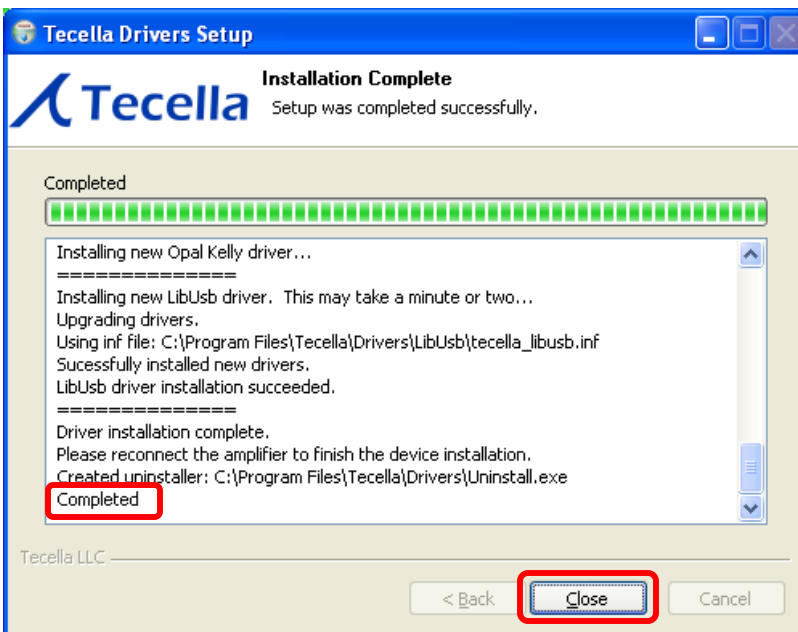 Tecella Drivers Setup
Tecella
Installation Complete
Setup was completed successfully.
Completed
Installing new Opal Kelly driver...
==============
Installing new LibUsb driver. This may take a minute or two...
Upgrading drivers.
Using inf file: C:\Program Files\Tecella\Drivers\LibUsb\tecella_libusb.inf
Sucessfully installed new drivers.
LibUsb driver installation succeeded.
==============
Driver installation complete.
Please reconnect the amplifier to finish the device installation.
Created uninstaller: C:\Program Files\Tecella\Drivers\Uninstall.exe
Completed
Tecella LLC
< Back Close Cancel